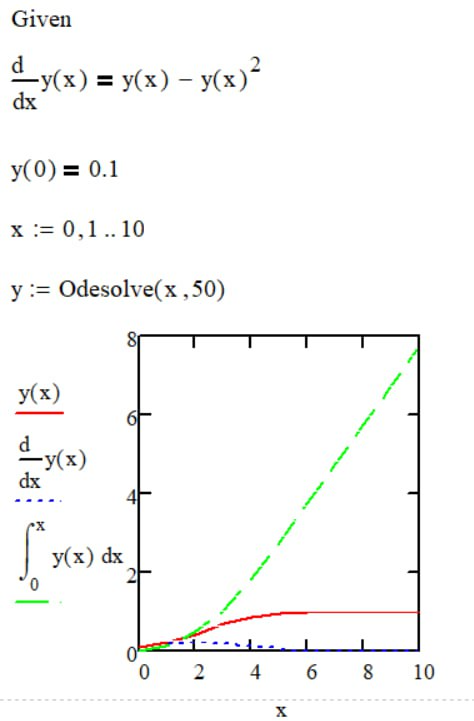 Given
d/dx y(x) = y(x) − y(x)²
y(0) = 0.1
x := 0,1 .. 10
y := Odesolve(x ,50)
y(x)
d/dx y(x)
∫₀ˣ y(x) dx
8
6
4
2
0
0 2 4 6 8 10
x